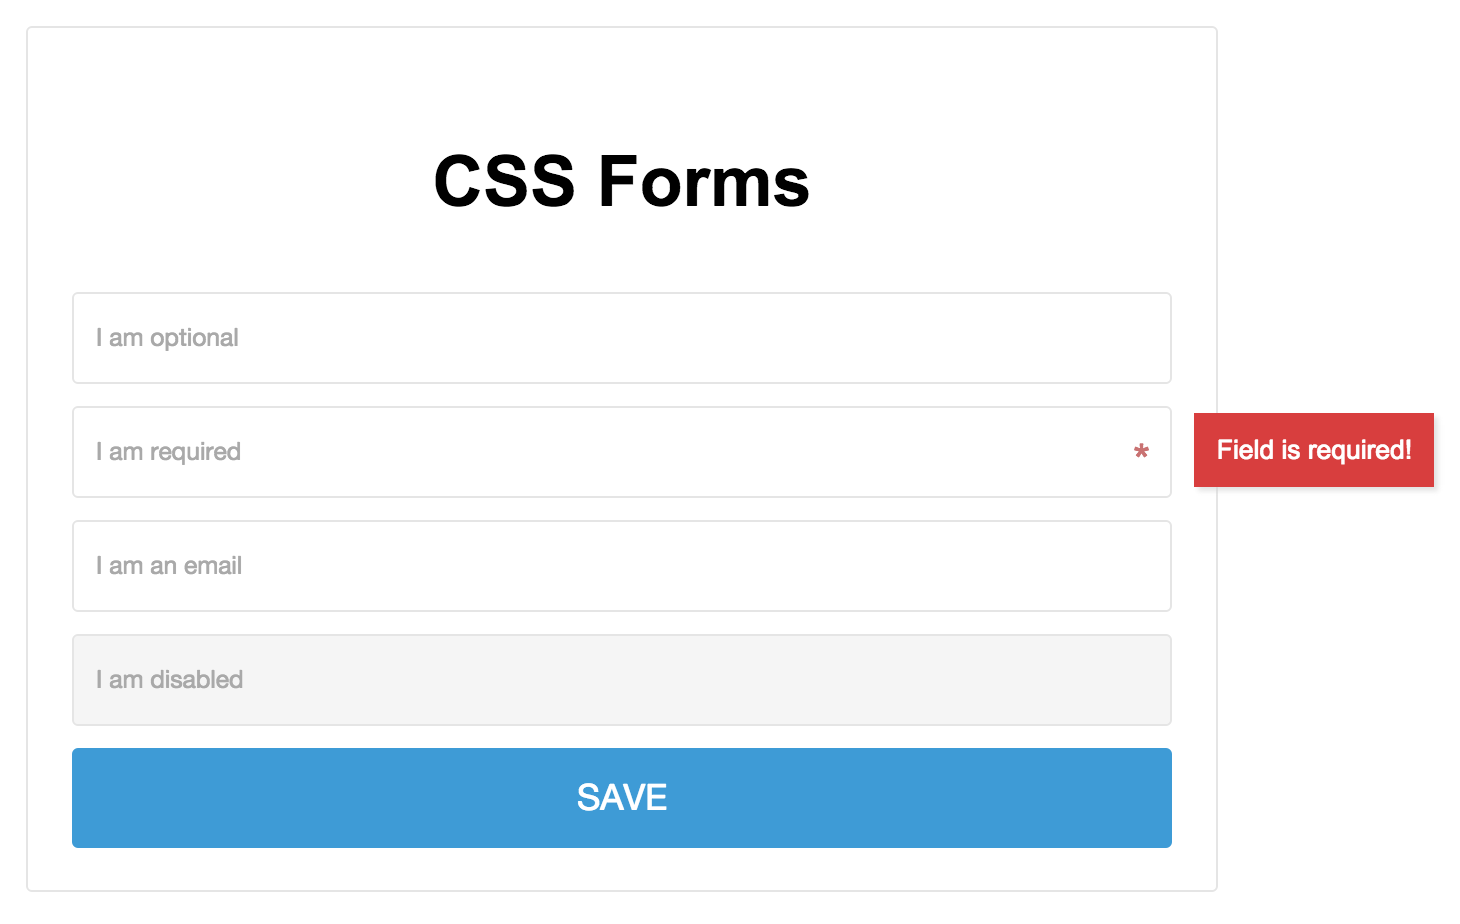 CSS Forms
I am optional
I am required *
Field is required!
I am an email
I am disabled
SAVE